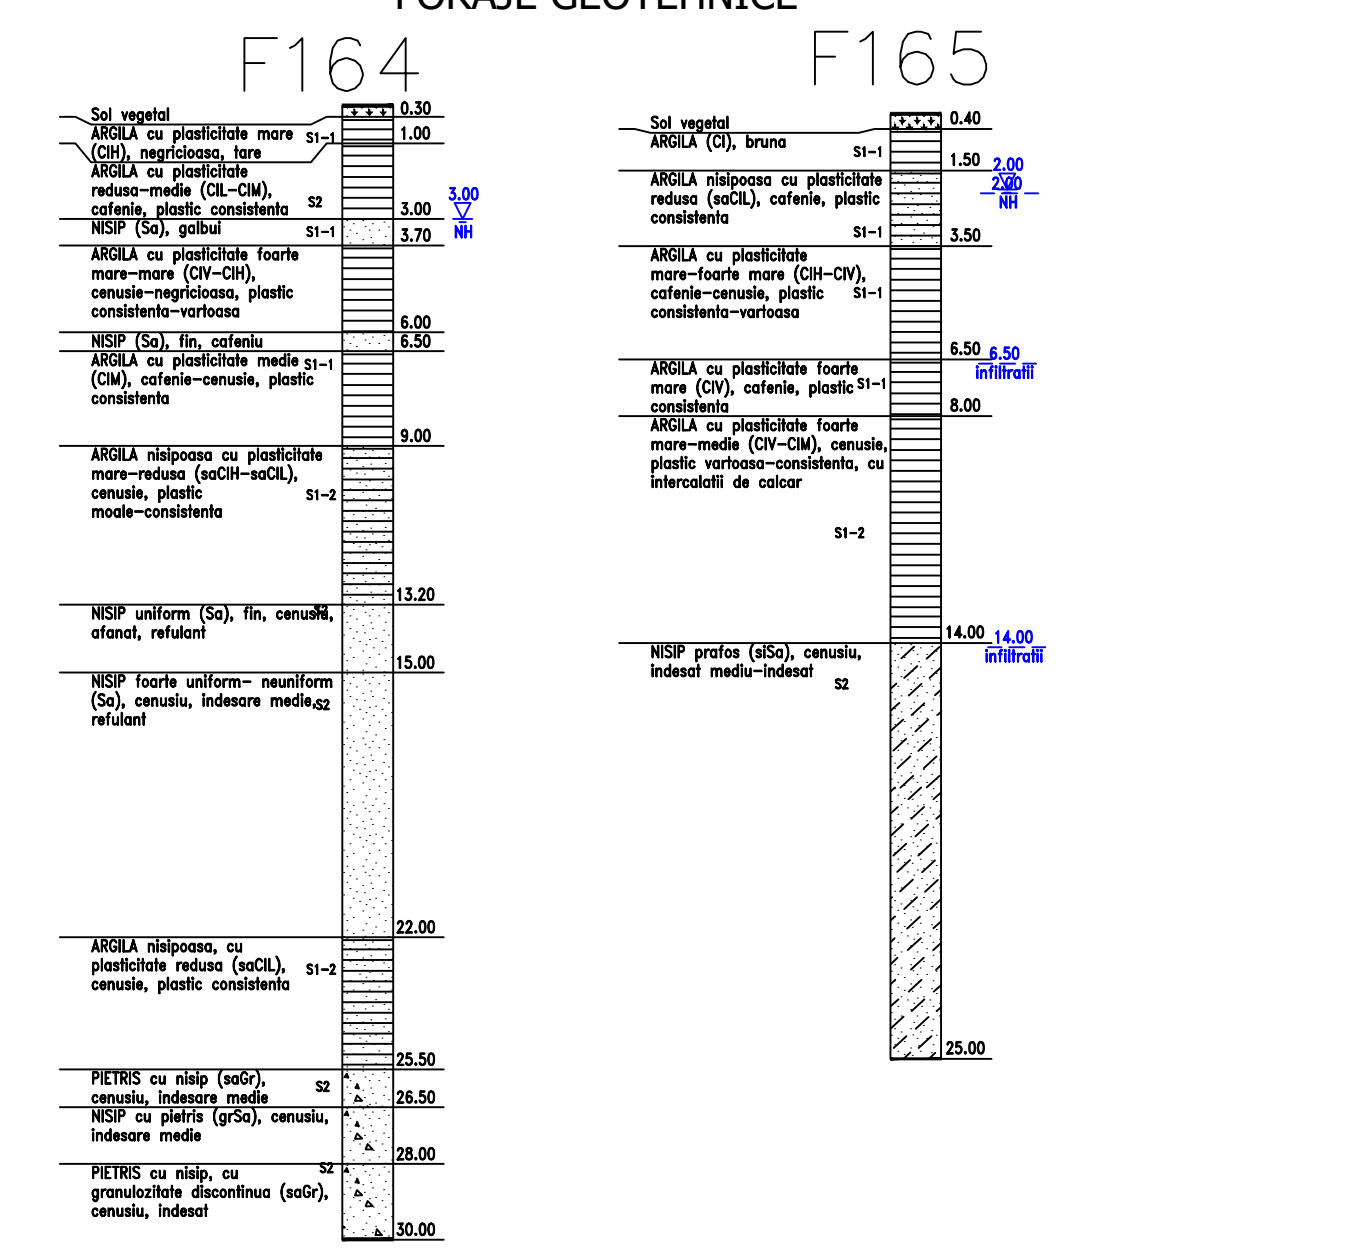 FORAJE GEOTEHNICE
F164
Sol vegetal
0.30
ARGILA cu plasticitate mare
(CIH), negricioasa, tare
S1-1
1.00
ARGILA cu plasticitate
redusa-medie (CIL-CIM),
cafenie, plastic consistenta
S2
3.00
3.00
NH
NISIP (Sa), galbui
S1-1
3.70
ARGILA cu plasticitate foarte
mare-mare (CIV-CIH),
cenusie-negricioasa, plastic
consistenta-vartoasa
6.00
NISIP (Sa), fin, cafeniu
6.50
ARGILA cu plasticitate medie
(CIM), cafenie-cenusie, plastic
consistenta
S1-1
9.00
ARGILA nisipoasa cu plasticitate
mare-redusa (saCIH-saCIL),
cenusie, plastic
moale-consistenta
S1-2
13.20
NISIP uniform (Sa), fin, cenusiu,
afanat, refulant
15.00
NISIP foarte uniform- neuniform
(Sa), cenusiu, indesare medie,
refulant
S2
22.00
ARGILA nisipoasa, cu
plasticitate redusa (saCIL),
cenusie, plastic consistenta
S1-2
25.50
PIETRIS cu nisip (saGr),
cenusiu, indesare medie
S2
26.50
NISIP cu pietris (grSa), cenusiu,
indesare medie
28.00
S2
PIETRIS cu nisip, cu
granulozitate discontinua (saGr),
cenusiu, indesat
30.00
F165
Sol vegetal
0.40
ARGILA (CI), bruna
S1-1
1.50
2.00
2.00
NH
ARGILA nisipoasa cu plasticitate
redusa (saCIL), cafenie, plastic
consistenta
S1-1
3.50
ARGILA cu plasticitate
mare-foarte mare (CIH-CIV),
cafenie-cenusie, plastic
consistenta-vartoasa
S1-1
6.50
6.50
infiltratii
ARGILA cu plasticitate foarte
mare (CIV), cafenie, plastic
consistenta
S1-1
8.00
ARGILA cu plasticitate foarte
mare-medie (CIV-CIM), cenusie,
plastic vartoasa-consistenta, cu
intercalatii de calcar
S1-2
14.00
14.00
infiltratii
NISIP prafos (siSa), cenusiu,
indesat mediu-indesat
S2
25.00